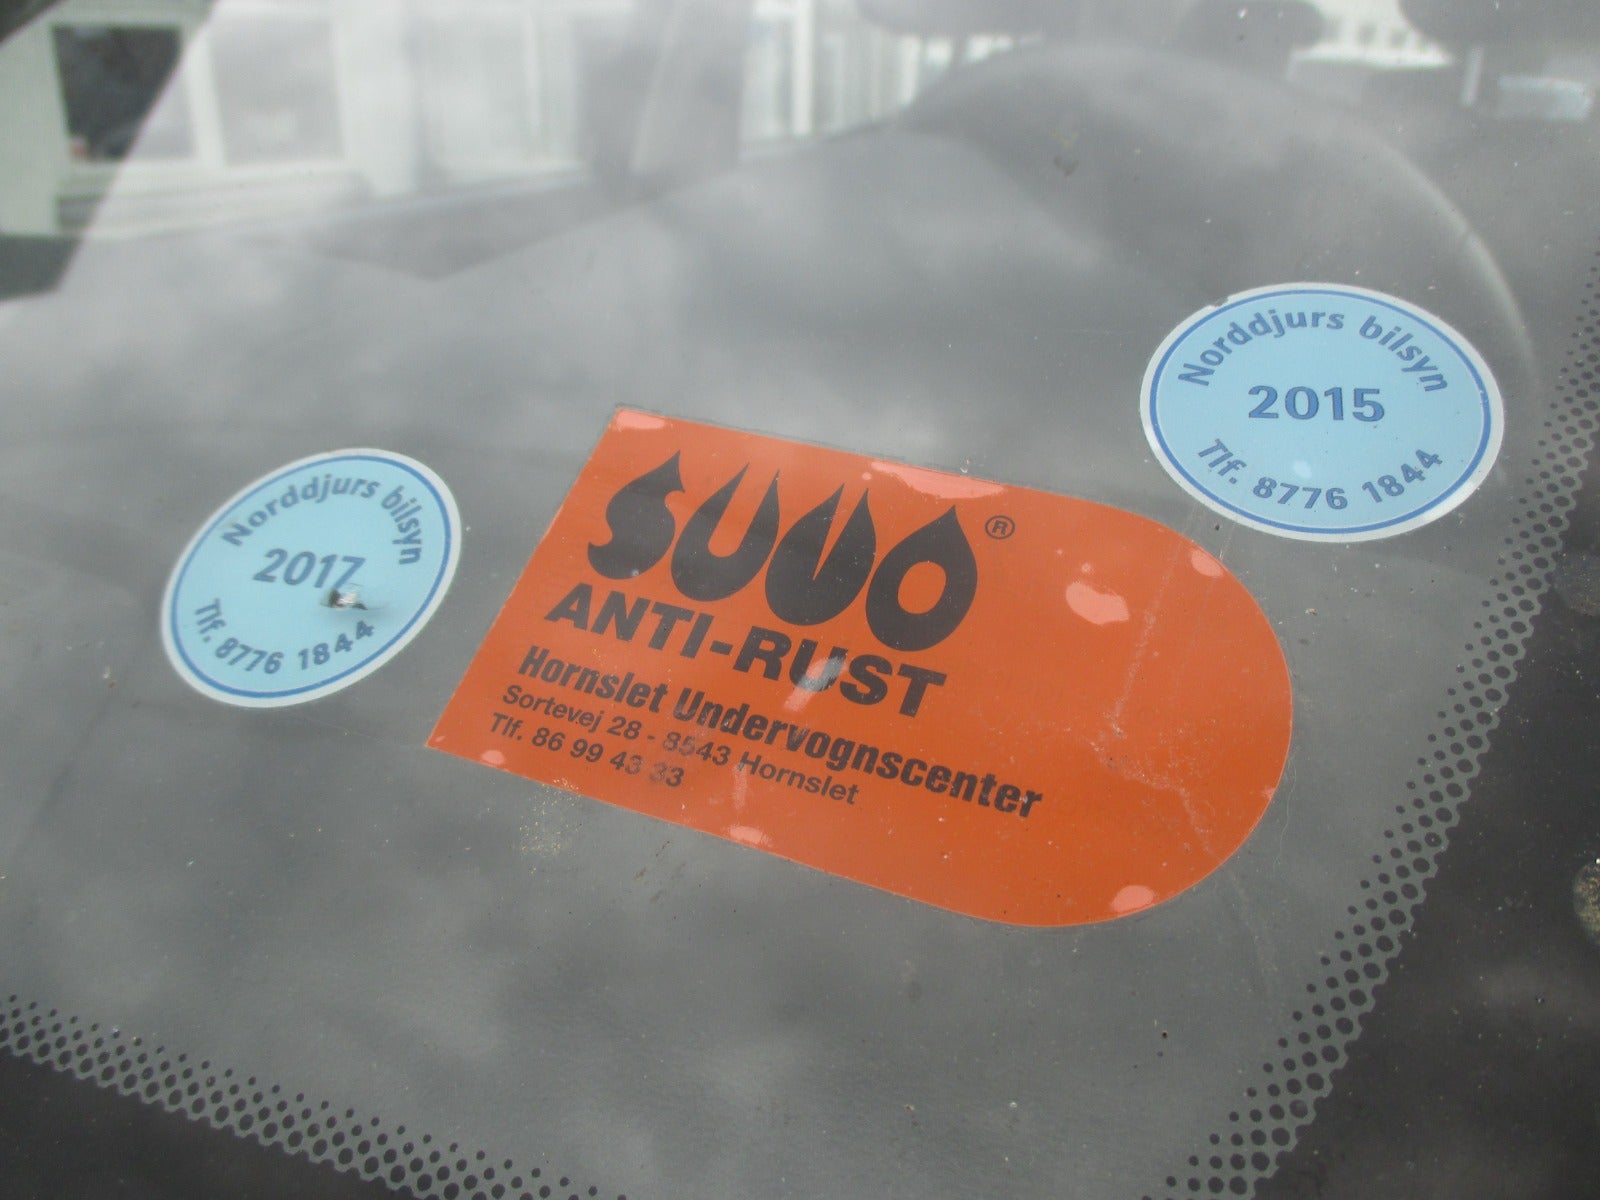 Norddjurs bilsyn
2017
Tlf. 8776 1844
SUVO®
ANTI-RUST
Hornslet Undervognscenter
Sortevej 28 - 8543 Hornslet
Tlf. 86 99 43 33
Norddjurs bilsyn
2015
Tlf. 8776 1844